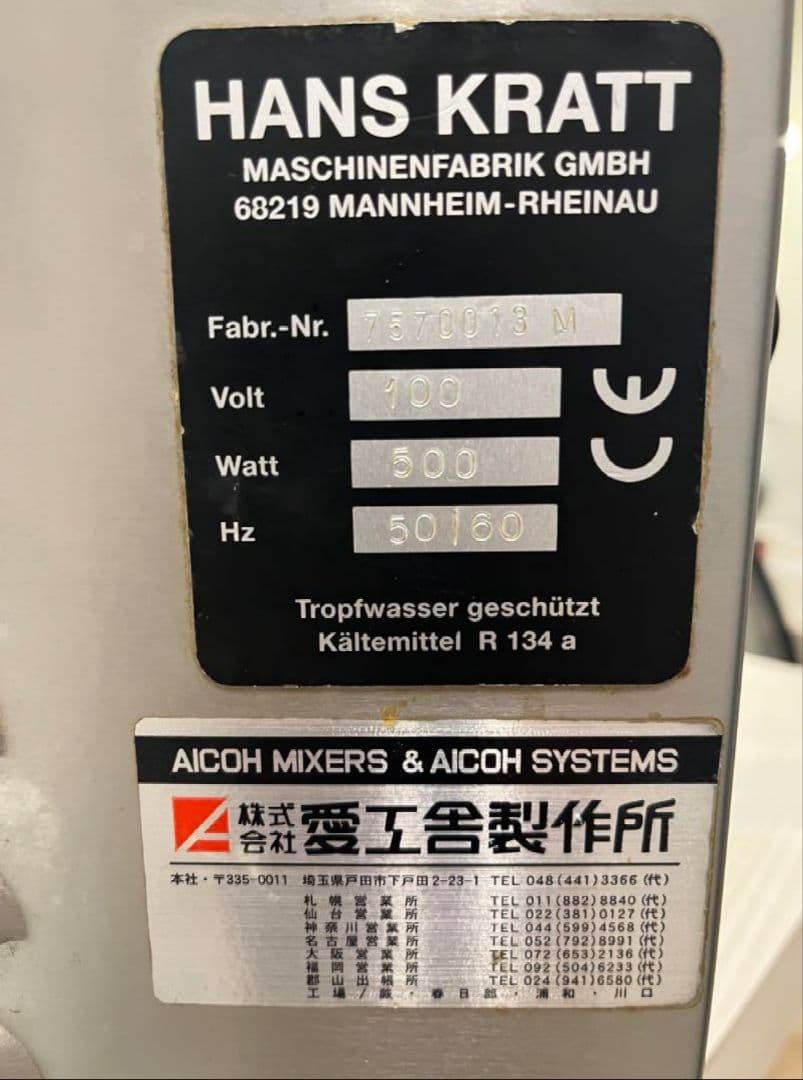 HANS KRATT
MASCHINENFABRIK GMBH
68219 MANNHEIM-RHEINAU
Fabr.-Nr. 7570013 M
Volt 100
Watt 500
Hz 50/60
CE
Tropfwasser geschützt
Kältemittel R 134 a
AICOH MIXERS & AICOH SYSTEMS
株式会社 愛工舎製作所
本社・〒335-0011 埼玉県戸田市下戸田2-23-1 TEL 048(441)3366(代)
札幌営業所 TEL 011(882)8840(代)
仙台営業所 TEL 022(381)0127(代)
神奈川営業所 TEL 044(599)4568(代)
名古屋営業所 TEL 052(792)8991(代)
大阪営業所 TEL 072(653)2136(代)
福岡営業所 TEL 092(504)6233(代)
郡山出張所 TEL 024(941)6580(代)
工場/蕨・春日部・浦和・川口